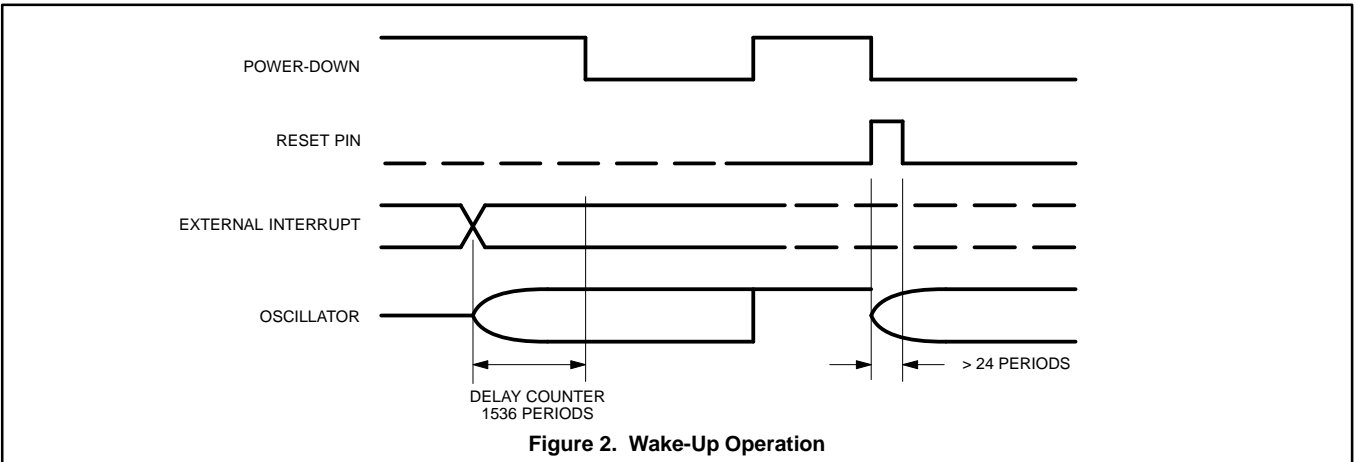 POWER-DOWN
RESET PIN
EXTERNAL INTERRUPT
OSCILLATOR
> 24 PERIODS
DELAY COUNTER
1536 PERIODS
Figure 2. Wake-Up Operation